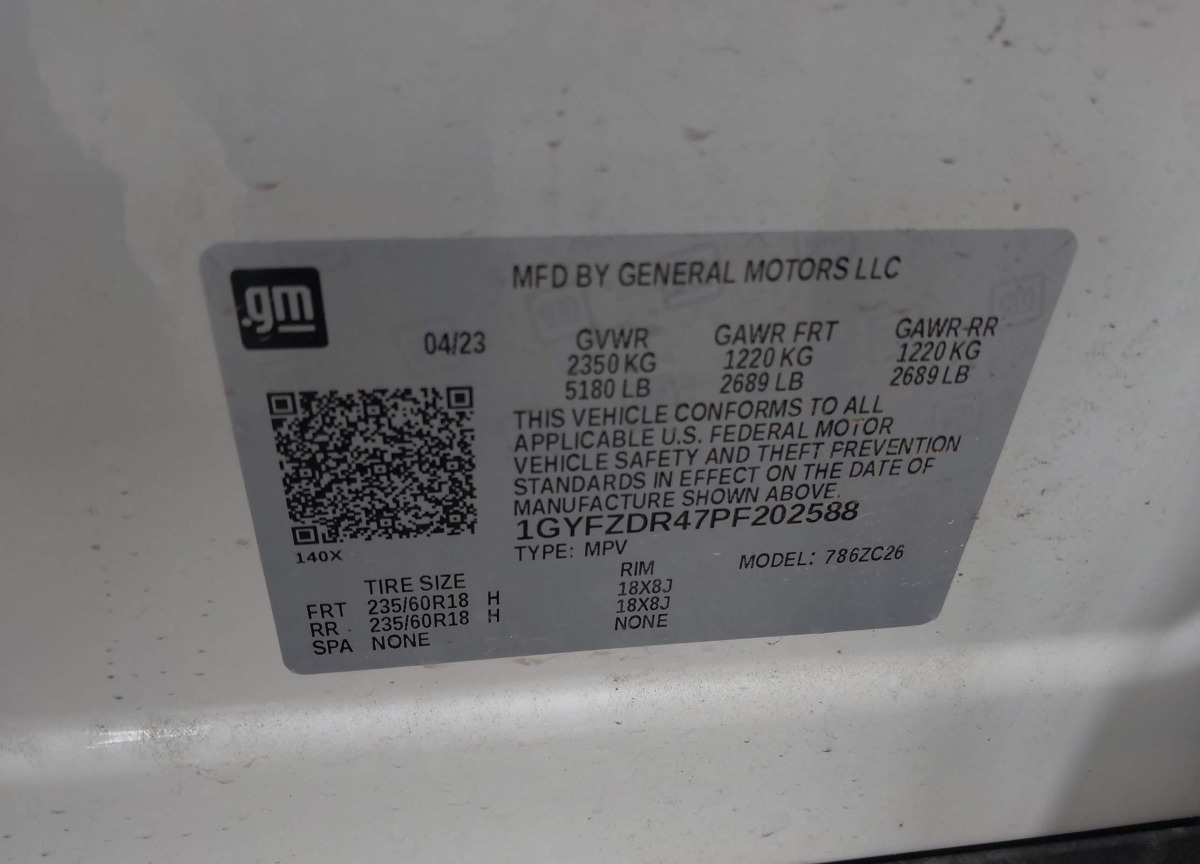 gm
MFD BY GENERAL MOTORS LLC
04/23
GVWR GAWR FRT GAWR RR
2350 KG 1220 KG 1220 KG
5180 LB 2689 LB 2689 LB
THIS VEHICLE CONFORMS TO ALL
APPLICABLE U.S. FEDERAL MOTOR
VEHICLE SAFETY AND THEFT PREVENTION
STANDARDS IN EFFECT ON THE DATE OF
MANUFACTURE SHOWN ABOVE.
1GYFZDR47PF202588
140X
TYPE: MPV MODEL: 786ZC26
TIRE SIZE RIM
FRT 235/60R18 H 18X8J
RR 235/60R18 H 18X8J
SPA NONE NONE